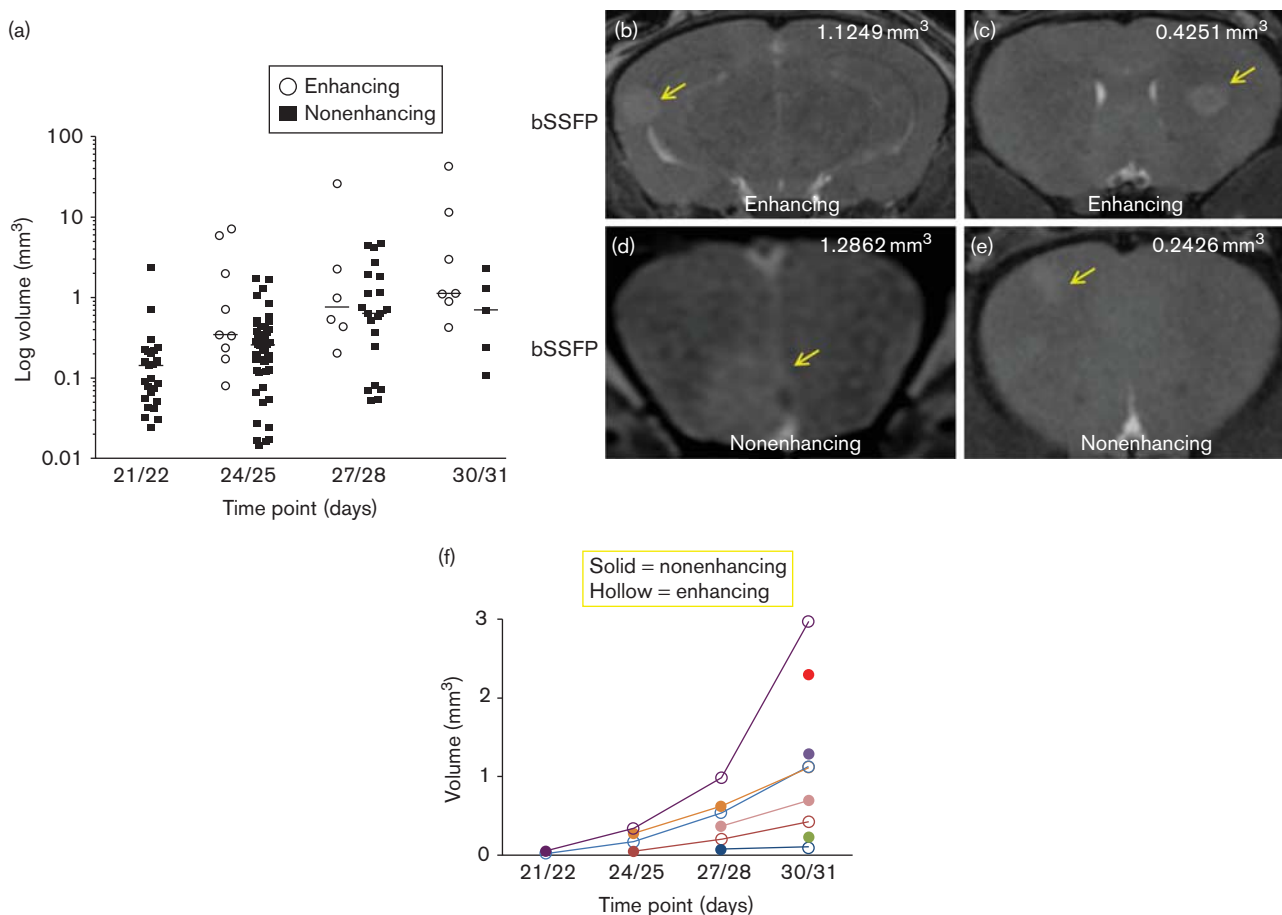 (a)
Enhancing
Nonenhancing
100
10
1
0.1
0.01
Log volume (mm³)
21/22 24/25 27/28 30/31
Time point (days)
bSSFP
(b) 1.1249 mm³
Enhancing
(c) 0.4251 mm³
Enhancing
bSSFP
(d) 1.2862 mm³
Nonenhancing
(e) 0.2426 mm³
Nonenhancing
(f)
Solid = nonenhancing
Hollow = enhancing
3
2
1
0
Volume (mm³)
21/22 24/25 27/28 30/31
Time point (days)